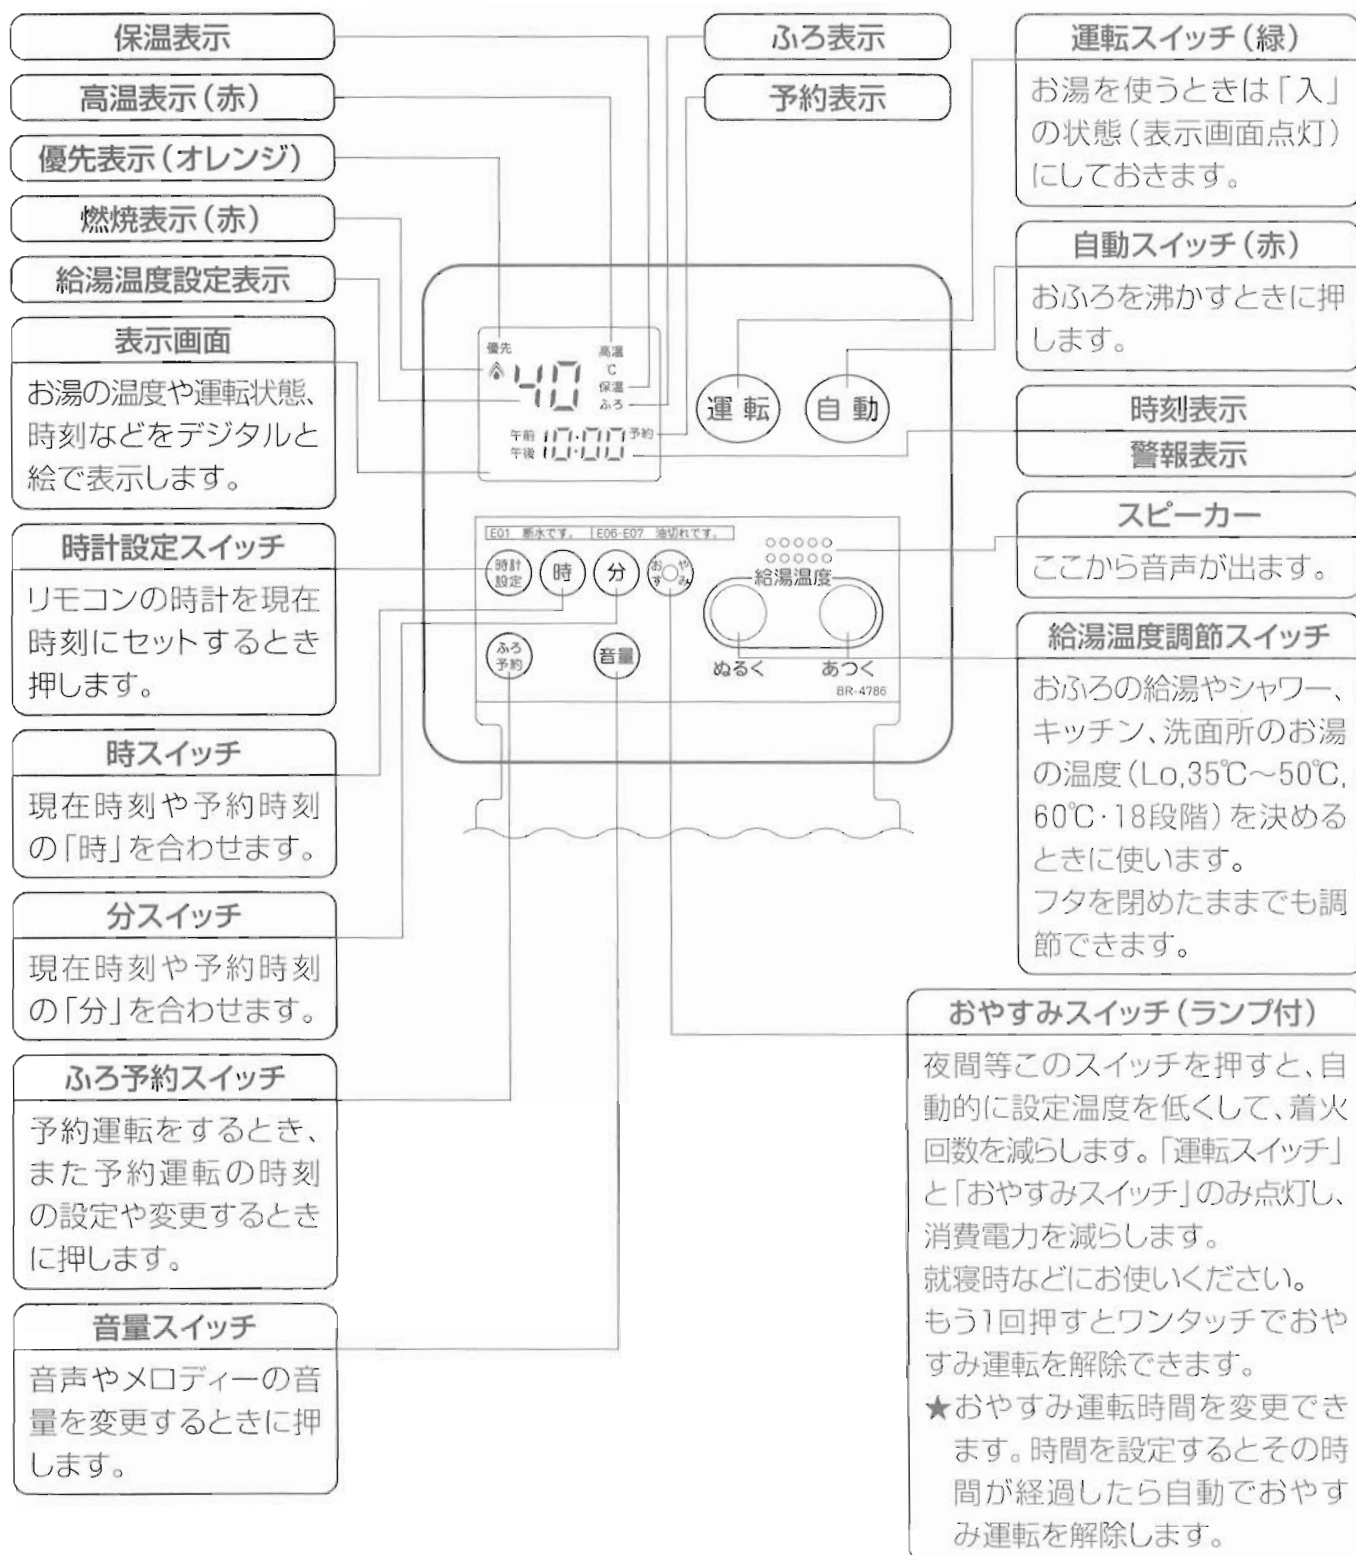 保温表示
高温表示(赤)
優先表示(オレンジ)
燃焼表示(赤)
給湯温度設定表示
表示画面
お湯の温度や運転状態、
時刻などをデジタルと
絵で表示します。
時計設定スイッチ
リモコンの時計を現在
時刻にセットするとき
押します。
時スイッチ
現在時刻や予約時刻
の「時」を合わせます。
分スイッチ
現在時刻や予約時刻
の「分」を合わせます。
ふろ予約スイッチ
予約運転をするとき、
また予約運転の時刻
の設定や変更するとき
に押します。
音量スイッチ
音声やメロディーの音
量を変更するときに押
します。
ふろ表示
予約表示
優先
40
高温
℃
保温
ふろ
午前
午後
10:00
予約
運転
自動
E01 断水です。
E06・E07 油切れです。
時計
設定
時
分
おやすみ
給湯温度
ふろ
予約
音量
ぬるく
あつく
BR-4786
運転スイッチ(緑)
お湯を使うときは「入」
の状態(表示画面点灯)
にしておきます。
自動スイッチ(赤)
おふろを沸かすときに押
します。
時刻表示
警報表示
スピーカー
ここから音声が出ます。
給湯温度調節スイッチ
おふろの給湯やシャワー、
キッチン、洗面所のお湯
の温度(Lo,35℃〜50℃,
60℃・18段階)を決める
ときに使います。
フタを閉めたままでも調
節できます。
おやすみスイッチ(ランプ付)
夜間等このスイッチを押すと、自
動的に設定温度を低くして、着火
回数を減らします。「運転スイッチ」
と「おやすみスイッチ」のみ点灯し、
消費電力を減らします。
就寝時などにお使いください。
もう1回押すとワンタッチでおや
すみ運転を解除できます。
★おやすみ運転時間を変更でき
ます。時間を設定するとその時
間が経過したら自動でおやす
み運転を解除します。